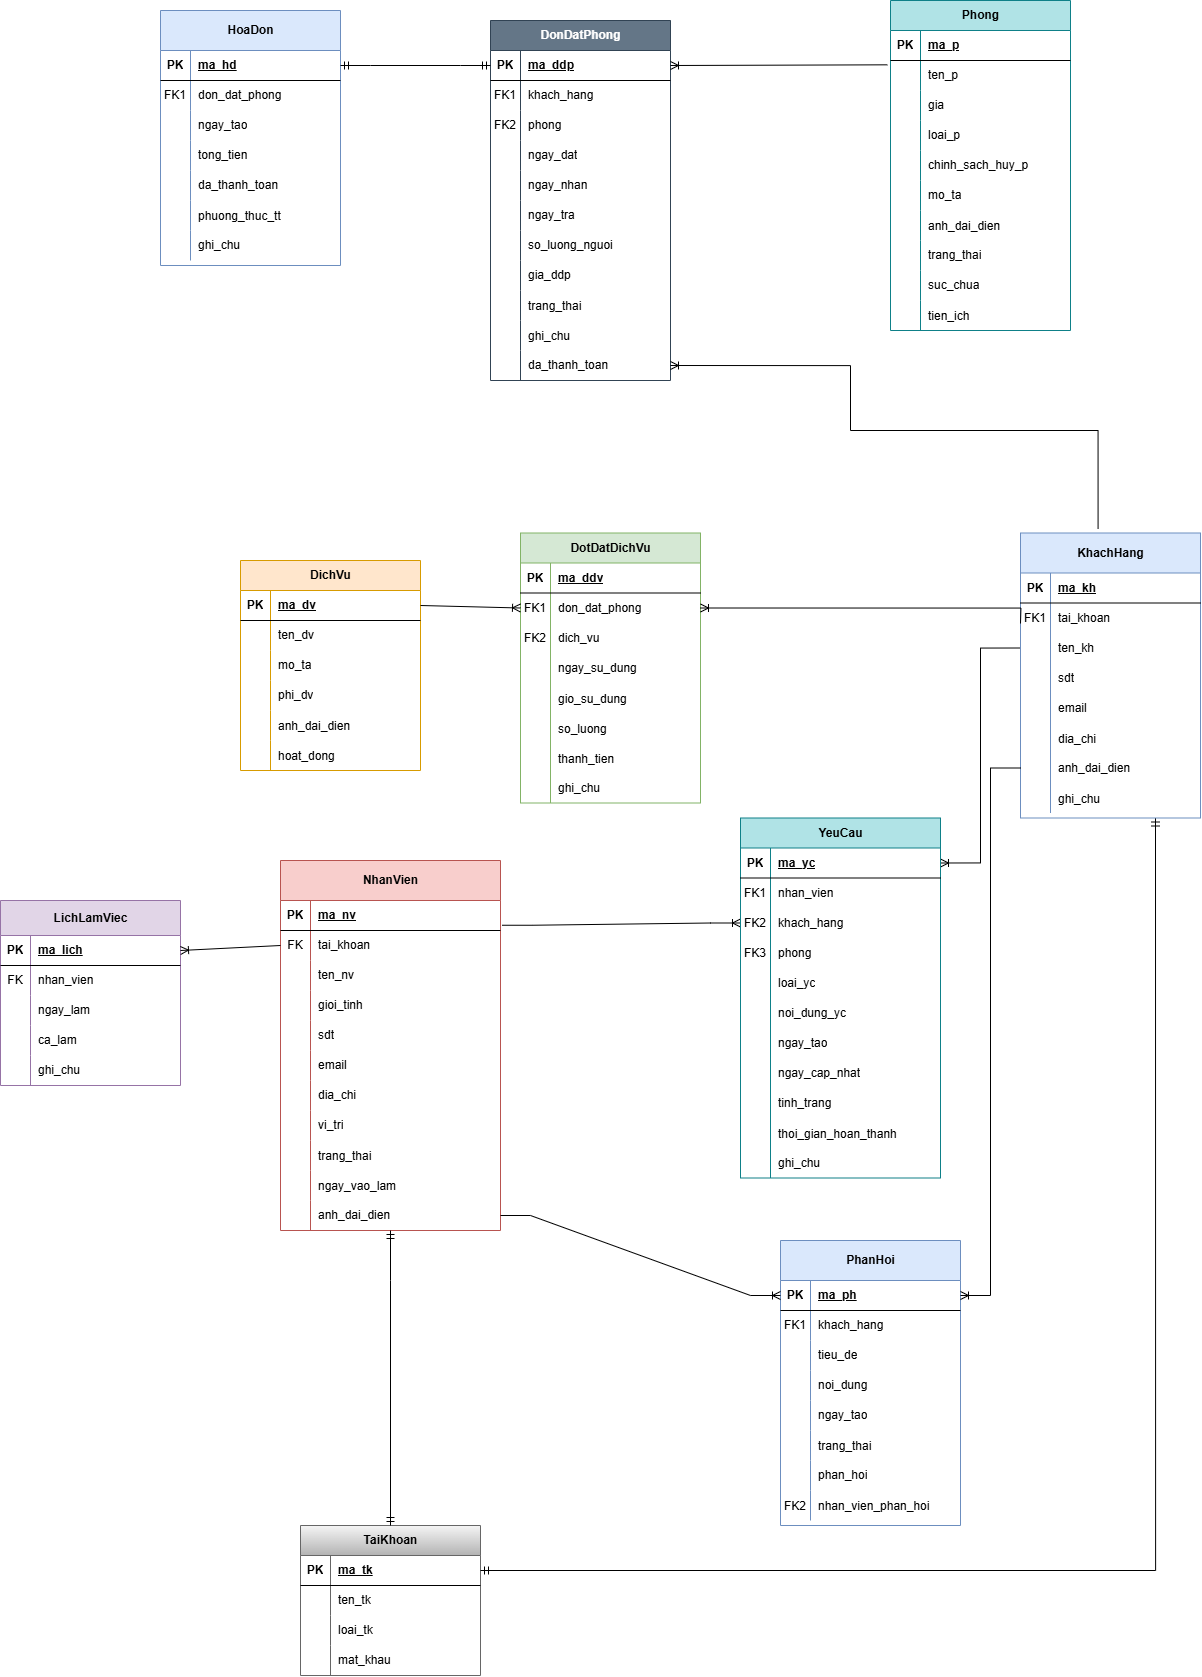 HoaDon
PK ma_hd
FK1 don_dat_phong
ngay_tao
tong_tien
da_thanh_toan
phuong_thuc_tt
ghi_chu
DonDatPhong
PK ma_ddp
FK1 khach_hang
FK2 phong
ngay_dat
ngay_nhan
ngay_tra
so_luong_nguoi
gia_ddp
trang_thai
ghi_chu
da_thanh_toan
Phong
PK ma_p
ten_p
gia
loai_p
chinh_sach_huy_p
mo_ta
anh_dai_dien
trang_thai
suc_chua
tien_ich
DichVu
PK ma_dv
ten_dv
mo_ta
phi_dv
anh_dai_dien
hoat_dong
DotDatDichVu
PK ma_ddv
FK1 don_dat_phong
FK2 dich_vu
ngay_su_dung
gio_su_dung
so_luong
thanh_tien
ghi_chu
KhachHang
PK ma_kh
FK1 tai_khoan
ten_kh
sdt
email
dia_chi
anh_dai_dien
ghi_chu
LichLamViec
PK ma_lich
FK nhan_vien
ngay_lam
ca_lam
ghi_chu
NhanVien
PK ma_nv
FK tai_khoan
ten_nv
gioi_tinh
sdt
email
dia_chi
vi_tri
trang_thai
ngay_vao_lam
anh_dai_dien
YeuCau
PK ma_yc
FK1 nhan_vien
FK2 khach_hang
FK3 phong
loai_yc
noi_dung_yc
ngay_tao
ngay_cap_nhat
tinh_trang
thoi_gian_hoan_thanh
ghi_chu
PhanHoi
PK ma_ph
FK1 khach_hang
tieu_de
noi_dung
ngay_tao
trang_thai
phan_hoi
FK2 nhan_vien_phan_hoi
TaiKhoan
PK ma_tk
ten_tk
loai_tk
mat_khau